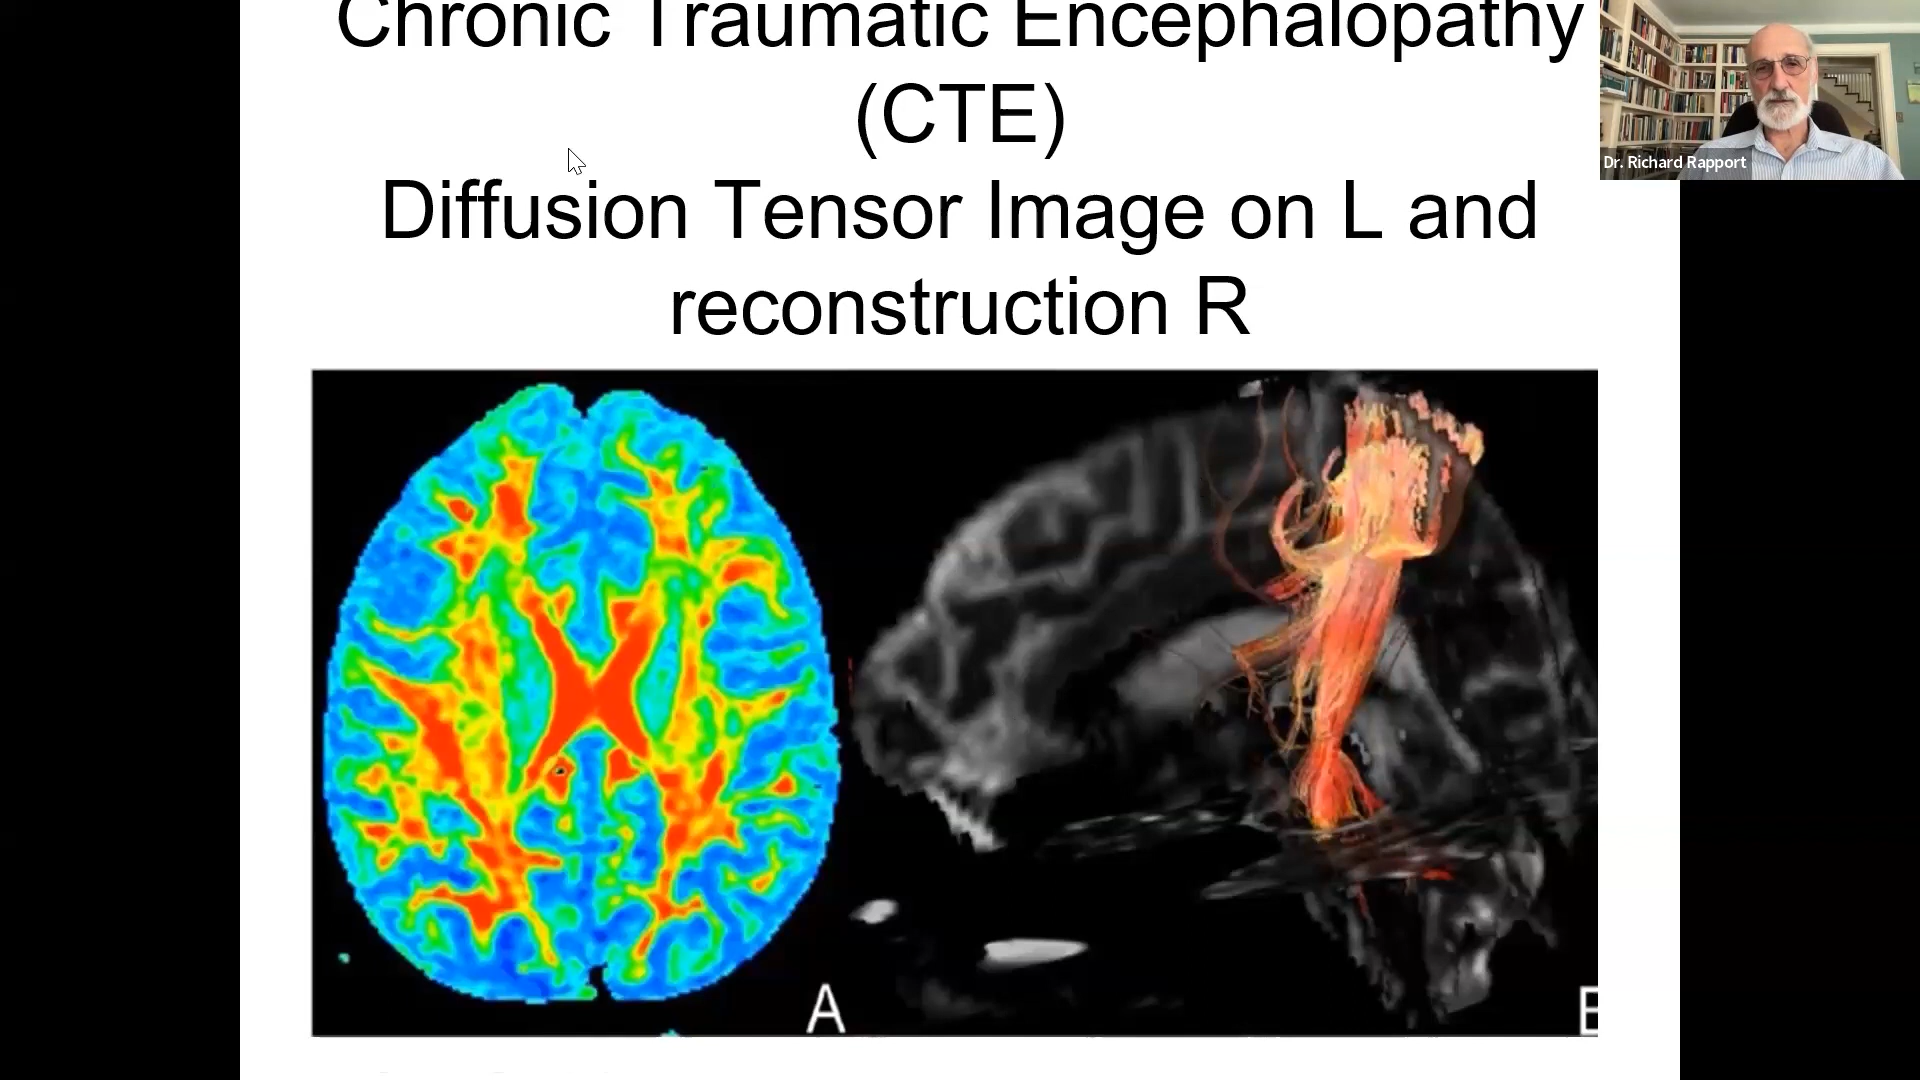 Chronic Traumatic Encephalopathy
(CTE)
Diffusion Tensor Image on L and
reconstruction R
Dr. Richard Rapport
A